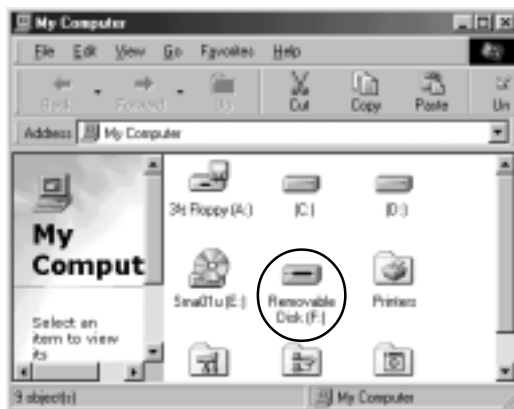 My Computer
File Edit View Go Favorites Help
Back Forward Up Cut Copy Paste Un
Address My Computer
My
Comput
Select an
item to view
its
3½ Floppy (A:) (C:) (D:)
Sma01u (E:) Removable
Disk (F:) Printers
9 object(s) My Computer